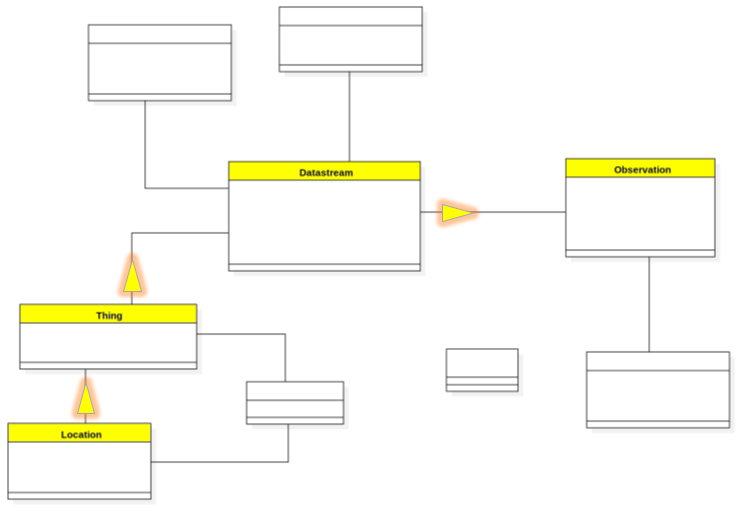 Datastream
Observation
Thing
Location